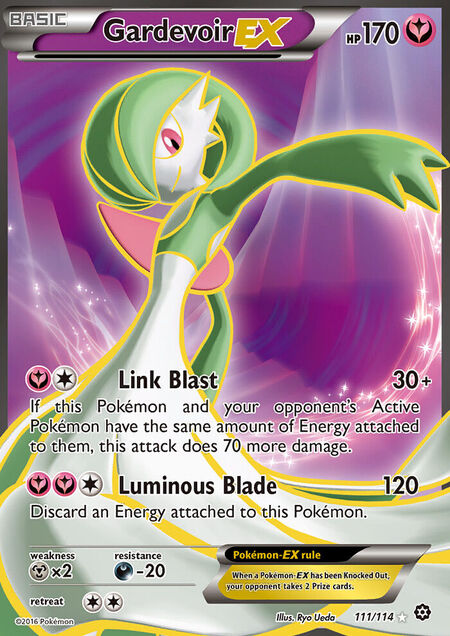 BASIC
Gardevoir EX
HP 170
Link Blast 30+
If this Pokémon and your opponent's Active
Pokémon have the same amount of Energy attached
to them, this attack does 70 more damage.
Luminous Blade 120
Discard an Energy attached to this Pokémon.
weakness resistance
×2 -20
Pokémon-EX rule
When a Pokémon-EX has been Knocked Out,
your opponent takes 2 Prize cards.
retreat
©2016 Pokémon
Illus. Ryo Ueda
111/114